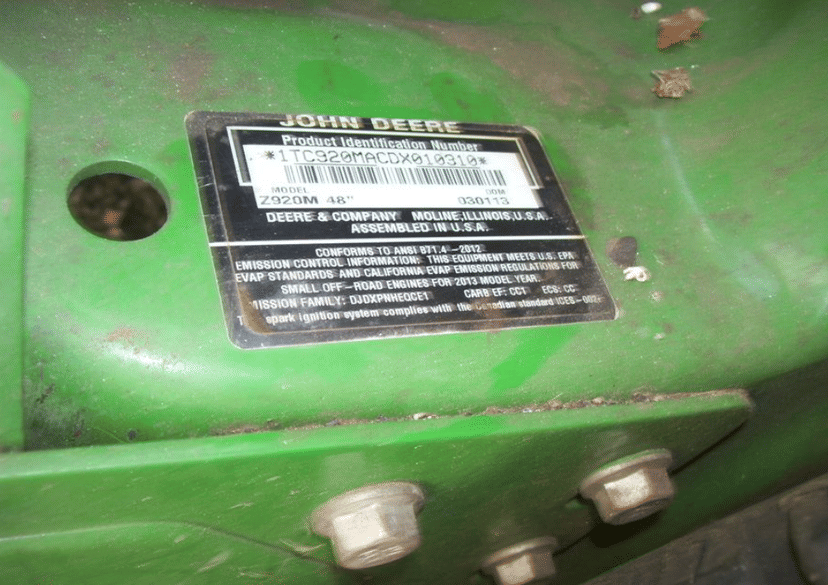 JOHN DEERE
Product Identification Number
*1TC920MACDX010310*
MODEL DOM
Z920M 48" 030113
DEERE & COMPANY MOLINE, ILLINOIS, U.S.A.
ASSEMBLED IN U.S.A.
CONFORMS TO ANSI B71.4-2012
EMISSION CONTROL INFORMATION: THIS EQUIPMENT MEETS U.S. EPA
EVAP STANDARDS AND CALIFORNIA EVAP EMISSION REGULATIONS FOR
SMALL OFF-ROAD ENGINES FOR 2013 MODEL YEAR.
MISSION FAMILY: CARB EF: CC1 ECS: CC
spark ignition system complies with the Canadian standard ICES-002